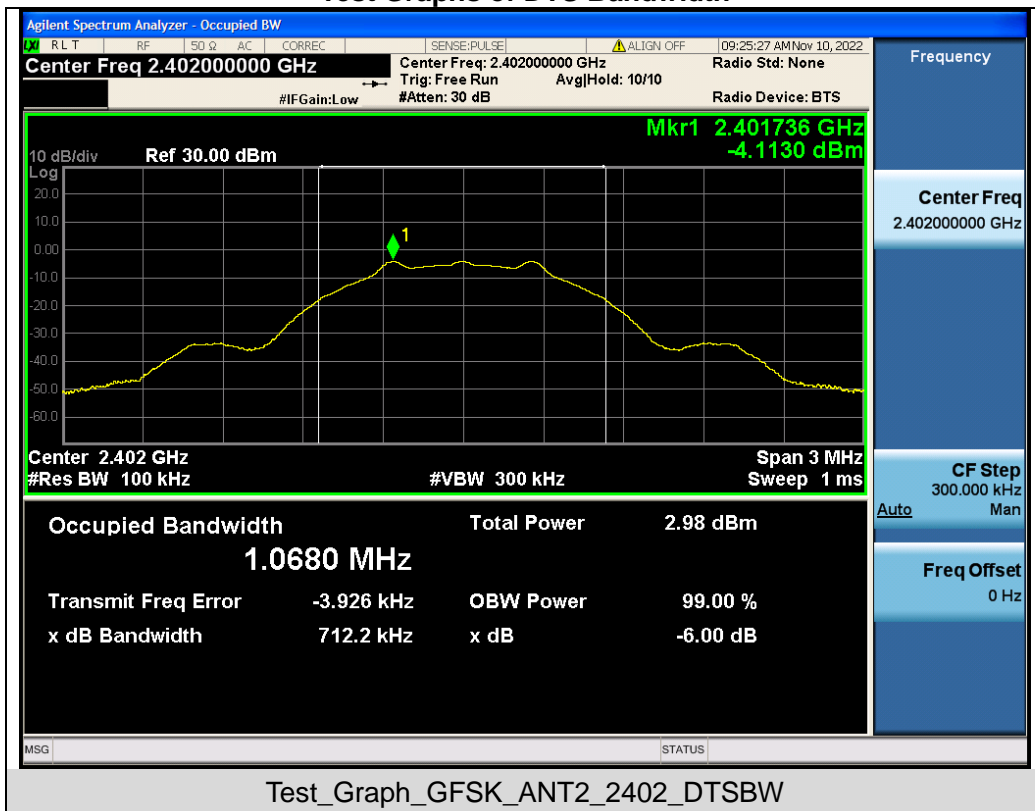 Test Graphs of DTS Bandwidth
Agilent Spectrum Analyzer - Occupied BW
LXI RLT RF 50 Ω AC CORREC SENSE:PULSE ALIGN OFF 09:25:27 AM Nov 10, 2022
Center Freq 2.402000000 GHz Center Freq: 2.402000000 GHz Radio Std: None
Trig: Free Run Avg|Hold: 10/10
#IFGain:Low #Atten: 30 dB Radio Device: BTS
Frequency
Mkr1 2.401736 GHz
10 dB/div Ref 30.00 dBm -4.1130 dBm
Log
20.0
10.0
0.00
1
-10.0
-20.0
-30.0
-40.0
-50.0
-60.0
Center 2.402 GHz Span 3 MHz
#Res BW 100 kHz #VBW 300 kHz Sweep 1 ms
Center Freq
2.402000000 GHz
CF Step
300.000 kHz
Auto Man
Freq Offset
0 Hz
Occupied Bandwidth Total Power 2.98 dBm
1.0680 MHz
Transmit Freq Error -3.926 kHz OBW Power 99.00 %
x dB Bandwidth 712.2 kHz x dB -6.00 dB
MSG STATUS
Test_Graph_GFSK_ANT2_2402_DTSBW